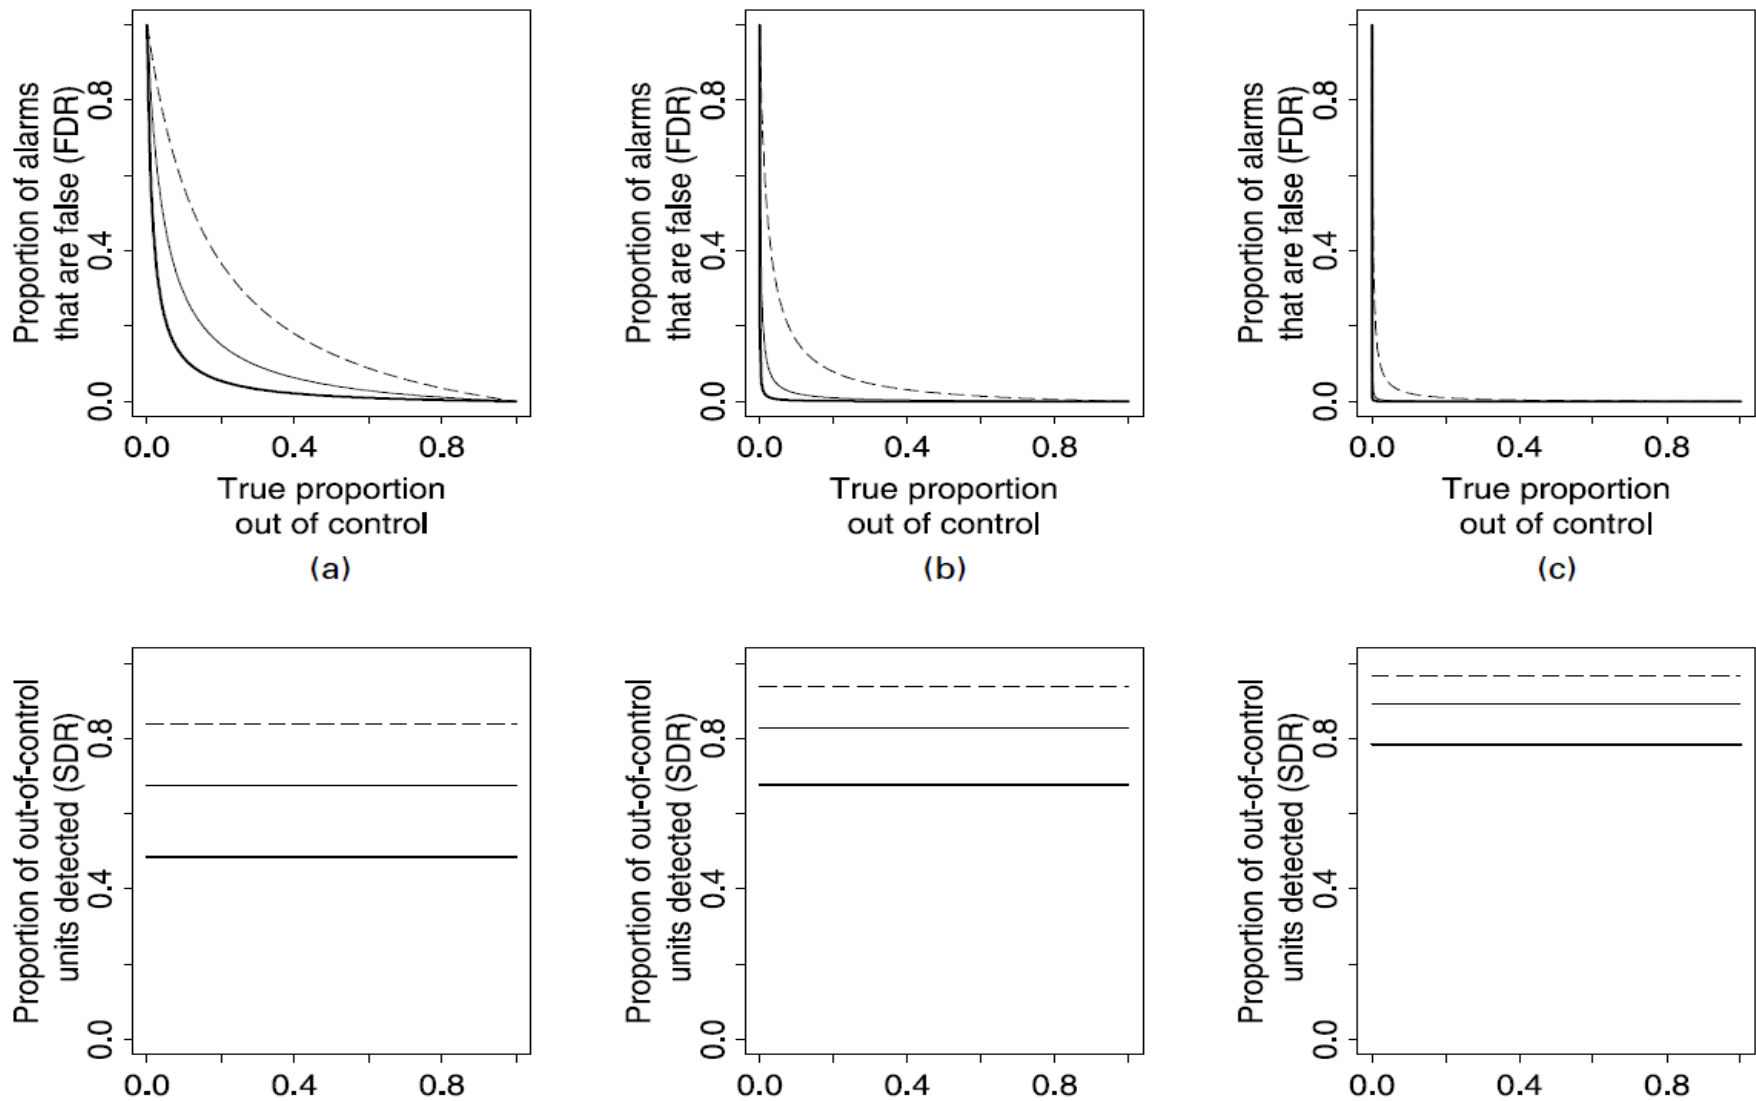 Proportion of alarms
that are false (FDR)
0.0 0.4 0.8
0.0 0.4 0.8
True proportion
out of control
(a)
Proportion of alarms
that are false (FDR)
0.0 0.4 0.8
0.0 0.4 0.8
True proportion
out of control
(b)
Proportion of alarms
that are false (FDR)
0.0 0.4 0.8
0.0 0.4 0.8
True proportion
out of control
(c)
Proportion of out-of-control
units detected (SDR)
0.0 0.4 0.8
0.0 0.4 0.8
Proportion of out-of-control
units detected (SDR)
0.0 0.4 0.8
0.0 0.4 0.8
Proportion of out-of-control
units detected (SDR)
0.0 0.4 0.8
0.0 0.4 0.8